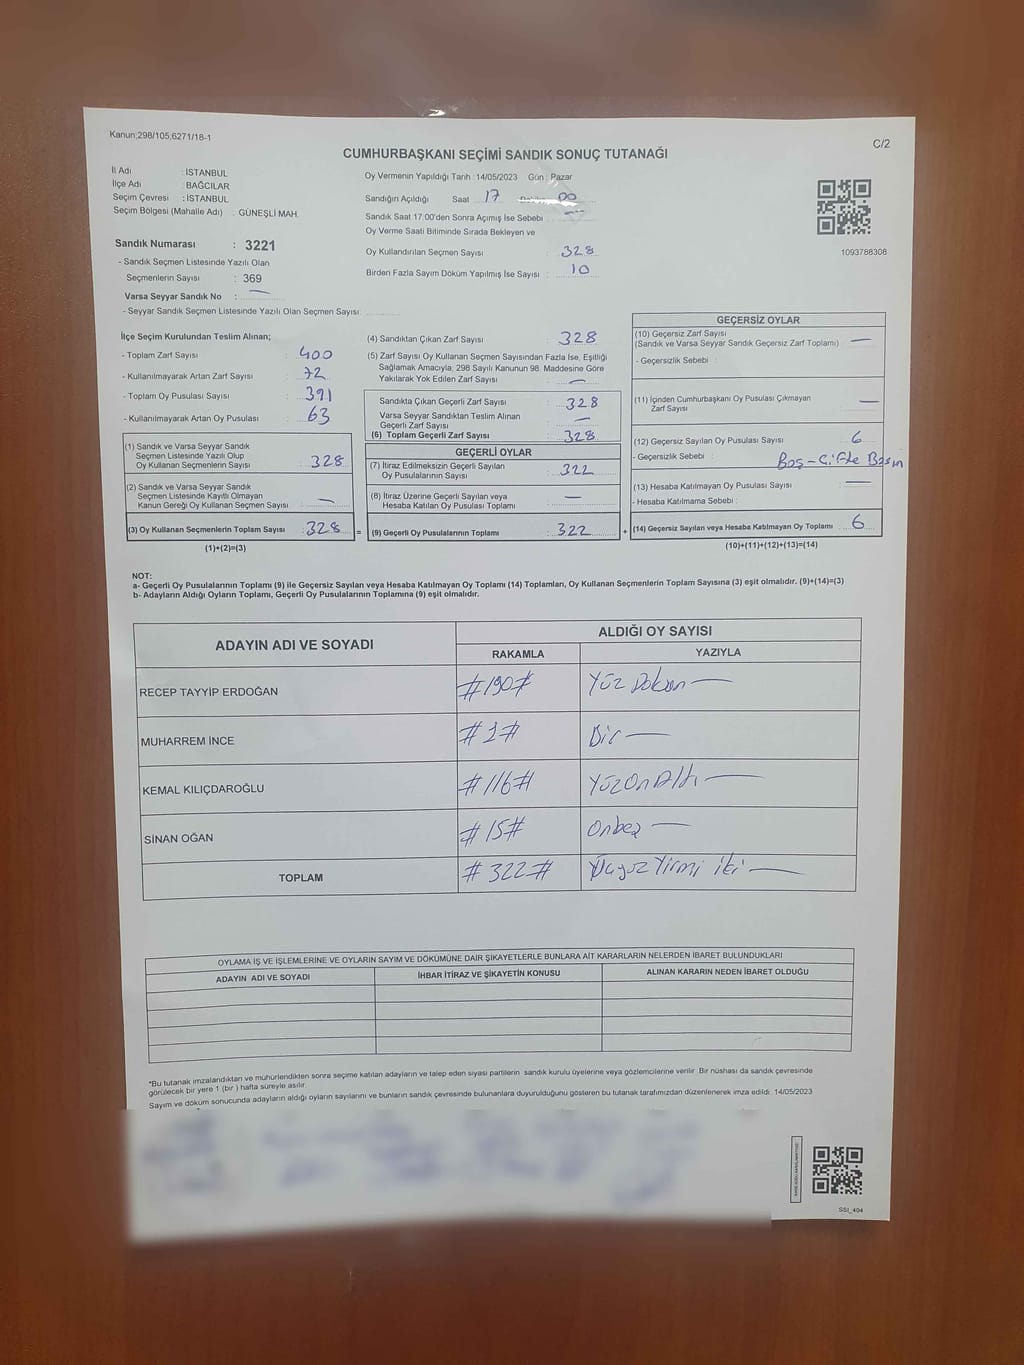 Kanun;298/105;6271/18-1
C/2
CUMHURBAŞKANI SEÇİMİ SANDIK SONUÇ TUTANAĞI
İl Adı : İSTANBUL
İlçe Adı : BAĞCILAR
Seçim Çevresi : İSTANBUL
Seçim Bölgesi (Mahalle Adı) : GÜNEŞLİ MAH.
Sandık Numarası : 3221
- Sandık Seçmen Listesinde Yazılı Olan
Seçmenlerin Sayısı : 369
Varsa Seyyar Sandık No : —
- Seyyar Sandık Seçmen Listesinde Yazılı Olan Seçmen Sayısı:
Oy Vermenin Yapıldığı Tarih :14/05/2023 Gün : Pazar
Sandığın Açıldığı Saat 17 00
Sandık Saat 17:00'den Sonra Açımış İse Sebebi : —
Oy Verme Saati Bitiminde Sırada Bekleyen ve
Oy Kullandırılan Seçmen Sayısı : 328
Birden Fazla Sayım Döküm Yapılmış İse Sayısı : 10
1093788308
İlçe Seçim Kurulundan Teslim Alınan;
- Toplam Zarf Sayısı : 400
- Kullanılmayarak Artan Zarf Sayısı : 72
- Toplam Oy Pusulası Sayısı : 391
- Kullanılmayarak Artan Oy Pusulası : 63
(1) Sandık ve Varsa Seyyar Sandık
Seçmen Listesinde Yazılı Olup
Oy Kullanan Seçmenlerin Sayısı : 328
(2) Sandık ve Varsa Seyyar Sandık
Seçmen Listesinde Kayıtlı Olmayan
Kanun Gereği Oy Kullanan Seçmen Sayısı : —
(3) Oy Kullanan Seçmenlerin Toplam Sayısı : 328 =
(1)+(2)=(3)
(4) Sandıktan Çıkan Zarf Sayısı : 328
(5) Zarf Sayısı Oy Kullanan Seçmen Sayısından Fazla İse, Eşitliği
Sağlamak Amacıyla, 298 Sayılı Kanunun 98. Maddesine Göre
Yakılarak Yok Edilen Zarf Sayısı : —
Sandıkta Çıkan Geçerli Zarf Sayısı : 328
Varsa Seyyar Sandıktan Teslim Alınan
Geçerli Zarf Sayısı : —
(6) Toplam Geçerli Zarf Sayısı : 328
GEÇERLİ OYLAR
(7) İtiraz Edilmeksizin Geçerli Sayılan
Oy Pusulalarının Sayısı : 322
(8) İtiraz Üzerine Geçerli Sayılan veya
Hesaba Katılan Oy Pusulası Toplamı : —
(9) Geçerli Oy Pusulalarının Toplamı : 322 +
GEÇERSİZ OYLAR
(10) Geçersiz Zarf Sayısı
(Sandık ve Varsa Seyyar Sandık Geçersiz Zarf Toplamı) : —
- Geçersizlik Sebebi :
(11) İçinden Cumhurbaşkanı Oy Pusulası Çıkmayan
Zarf Sayısı : —
(12) Geçersiz Sayılan Oy Pusulası Sayısı : 6
- Geçersizlik Sebebi : Boş-Çifte Basım
(13) Hesaba Katılmayan Oy Pusulası Sayısı : —
- Hesaba Katılmama Sebebi :
(14) Geçersiz Sayılan veya Hesaba Katılmayan Oy Toplamı : 6
(10)+(11)+(12)+(13)=(14)
NOT:
a- Geçerli Oy Pusulalarının Toplamı (9) ile Geçersiz Sayılan veya Hesaba Katılmayan Oy Toplamı (14) Toplamları, Oy Kullanan Seçmenlerin Toplam Sayısına (3) eşit olmalıdır. (9)+(14)=(3)
b- Adayların Aldığı Oyların Toplamı, Geçerli Oy Pusulalarının Toplamına (9) eşit olmalıdır.
ADAYIN ADI VE SOYADI
ALDIĞI OY SAYISI
RAKAMLA YAZIYLA
RECEP TAYYİP ERDOĞAN #190# Yüz Doksan —
MUHARREM İNCE #1# Bir —
KEMAL KILIÇDAROĞLU #116# YüzOnAltı —
SİNAN OĞAN #15# Onbeş —
TOPLAM #322# Üçyüz Yirmi iki —
OYLAMA İŞ VE İŞLEMLERİNE VE OYLARIN SAYIM VE DÖKÜMÜNE DAİR ŞİKAYETLERLE BUNLARA AİT KARARLARIN NELERDEN İBARET BULUNDUKLARI
ADAYIN ADI VE SOYADI İHBAR İTİRAZ VE ŞİKAYETİN KONUSU ALINAN KARARIN NEDEN İBARET OLDUĞU
*Bu tutanak imzalandıktan ve mühürlendikten sonra seçime katılan adayların ve talep eden siyasi partilerin sandık kurulu üyelerine veya gözlemcilerine verilir. Bir nüshası da sandık çevresinde
görülecek bir yere 1 (bir ) hafta süreyle asılır.
Sayım ve döküm sonucunda adayların aldığı oyların sayılarını ve bunların sandık çevresinde bulunanlara duyurulduğunu gösteren bu tutanak tarafımızdan düzenlenerek imza edildi. 14/05/2023
SSI_404